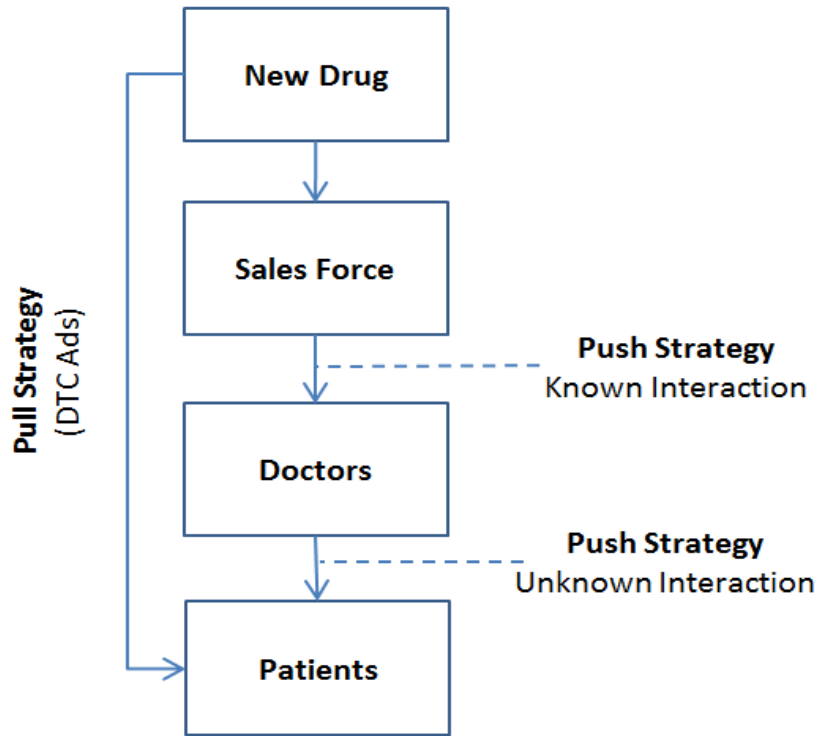 New Drug
Sales Force
Pull Strategy
(DTC Ads)
Push Strategy
Known Interaction
Doctors
Push Strategy
Unknown Interaction
Patients